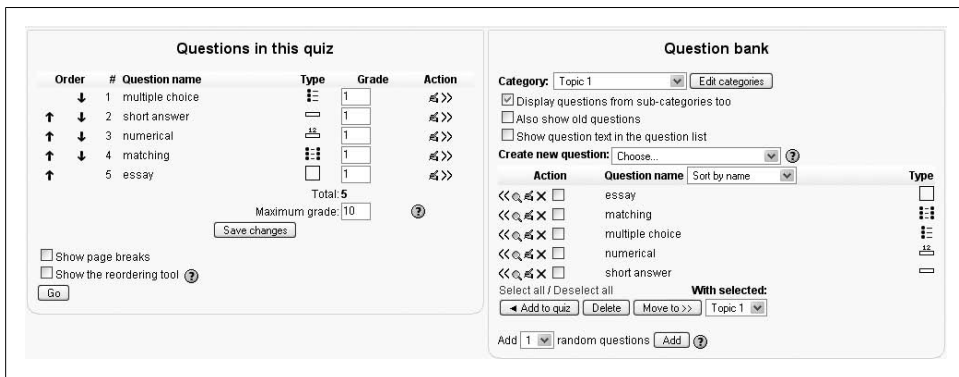 Questions in this quiz
Order # Question name Type Grade Action
1 multiple choice 1
2 short answer 1
3 numerical 12 1
4 matching 1
5 essay 1
Total: 5
Maximum grade: 10
Save changes
Show page breaks
Show the reordering tool
Go
Question bank
Category: Topic 1 Edit categories
Display questions from sub-categories too
Also show old questions
Show question text in the question list
Create new question: Choose...
Action Question name Sort by name Type
essay
matching
multiple choice
numerical 12
short answer
Select all / Deselect all With selected:
◄ Add to quiz Delete Move to >> Topic 1
Add 1 random questions Add